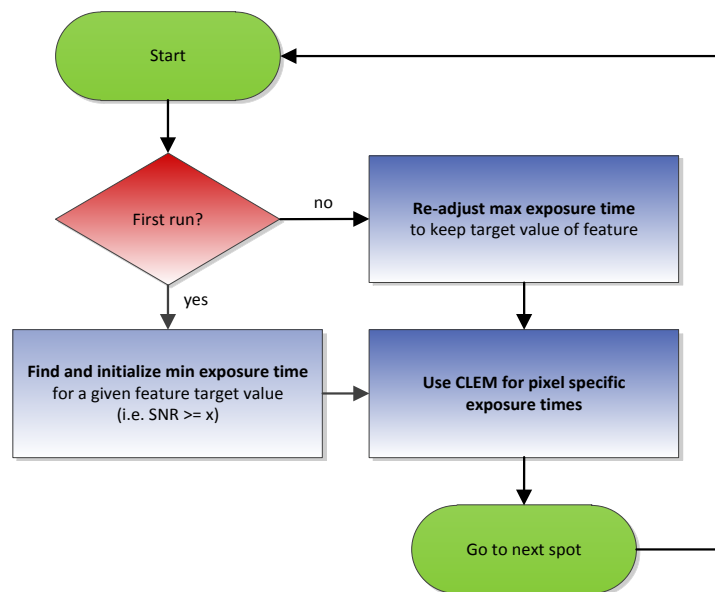 Start
First run?
no
Re-adjust max exposure time
to keep target value of feature
yes
Find and initialize min exposure time
for a given feature target value
(i.e. SNR >= x)
Use CLEM for pixel specific
exposure times
Go to next spot